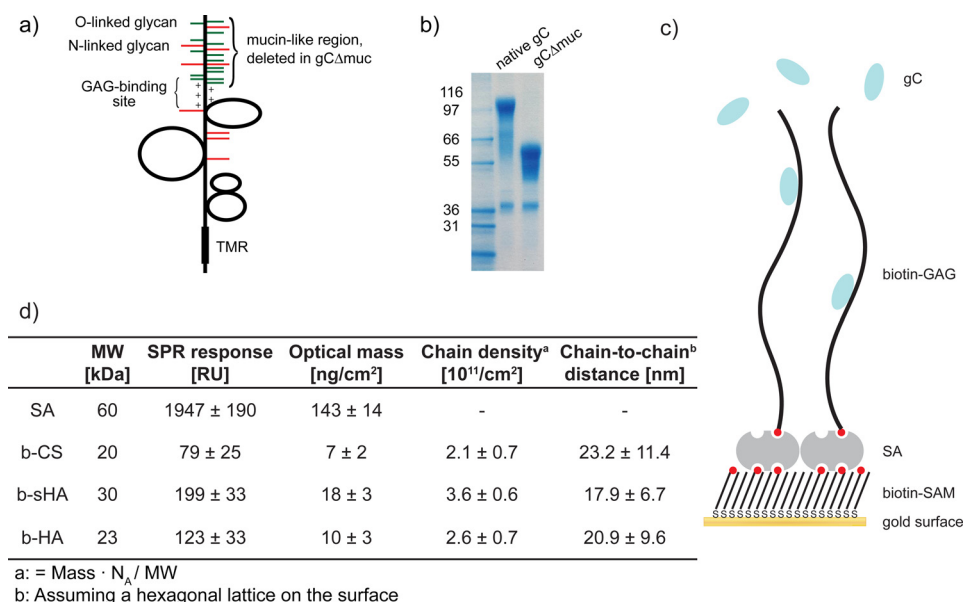 a)
O-linked glycan
N-linked glycan
mucin-like region,
deleted in gCΔmuc
GAG-binding
site
+
+
+
+
+
TMR
b)
native gC
gCΔmuc
116
97
66
55
36
31
c)
gC
biotin-GAG
SA
biotin-SAM
SSSSSSSSSSSSSSSS
gold surface
d)
MW [kDa] SPR response [RU] Optical mass [ng/cm²] Chain densityᵃ [10¹¹/cm²] Chain-to-chainᵇ distance [nm]
SA 60 1947 ± 190 143 ± 14 - -
b-CS 20 79 ± 25 7 ± 2 2.1 ± 0.7 23.2 ± 11.4
b-sHA 30 199 ± 33 18 ± 3 3.6 ± 0.6 17.9 ± 6.7
b-HA 23 123 ± 33 10 ± 3 2.6 ± 0.7 20.9 ± 9.6
a: = Mass · N_A / MW
b: Assuming a hexagonal lattice on the surface